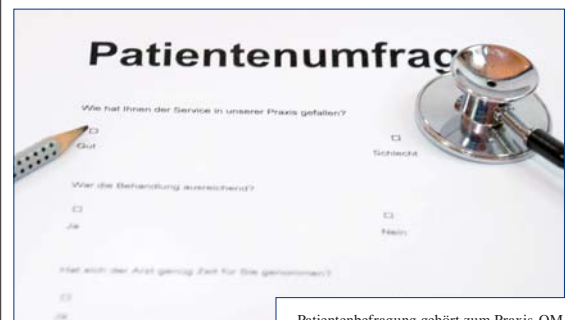 Patientenumfrag
Wie hat Ihnen der Service in unserer Praxis gefallen?
Gut Schlecht
War die Behandlung ausreichend?
Ja Nein
Hat sich der Arzt genug Zeit für Sie genommen?
Ja
Patientenbefragung gehört zum Praxis-QM